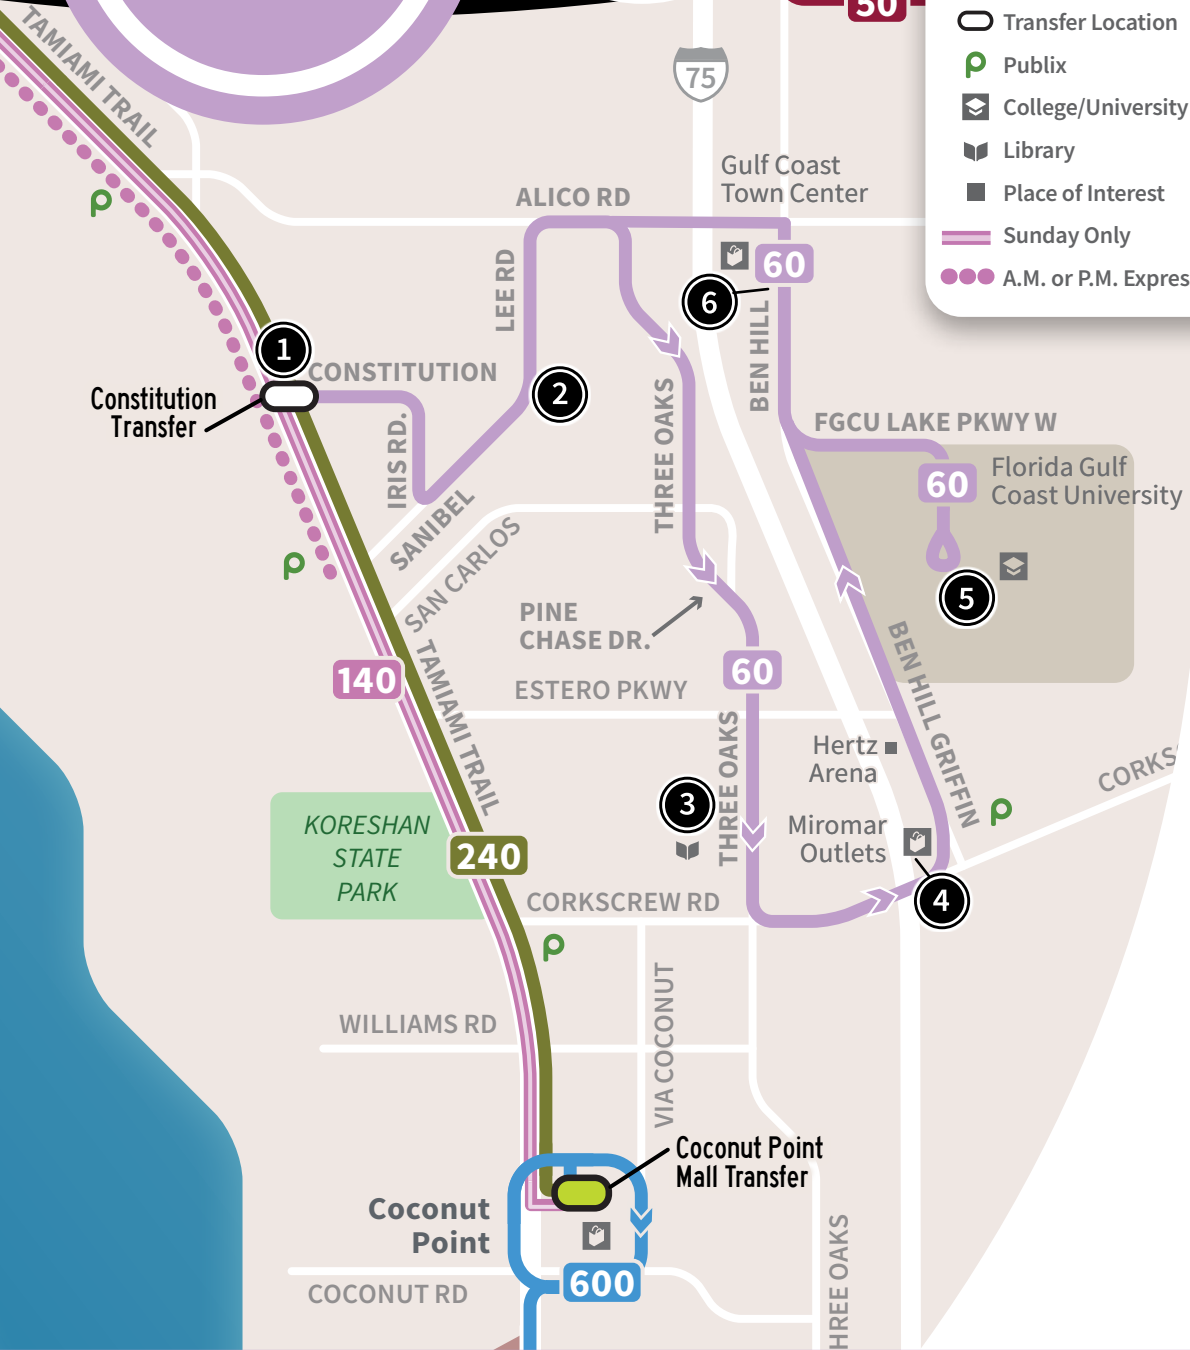 50
Transfer Location
Publix
College/University
Library
Place of Interest
Sunday Only
A.M. or P.M. Expres
TAMIAMI TRAIL
75
Gulf Coast
Town Center
ALICO RD
LEE RD
60
6
BEN HILL
1
CONSTITUTION
Constitution
Transfer
2
IRIS RD.
THREE OAKS
FGCU LAKE PKWY W
60
Florida Gulf
Coast University
SANIBEL
SAN CARLOS
5
PINE
CHASE DR.
BEN HILL GRIFFIN
140
TAMIAMI TRAIL
60
ESTERO PKWY
THREE OAKS
Hertz
Arena
CORKS
3
KORESHAN
STATE
PARK
240
Miromar
Outlets
4
CORKSCREW RD
WILLIAMS RD
VIA COCONUT
Coconut Point
Mall Transfer
Coconut
Point
600
COCONUT RD
HREE OAKS